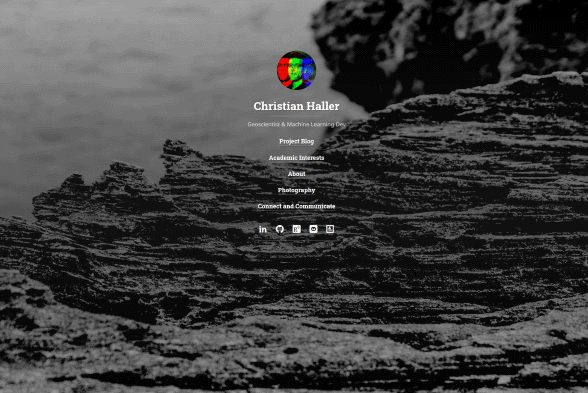 Christian Haller
Geoscientist & Machine Learning Dev
Project Blog
Academic Interests
About
Photography
Connect and Communicate